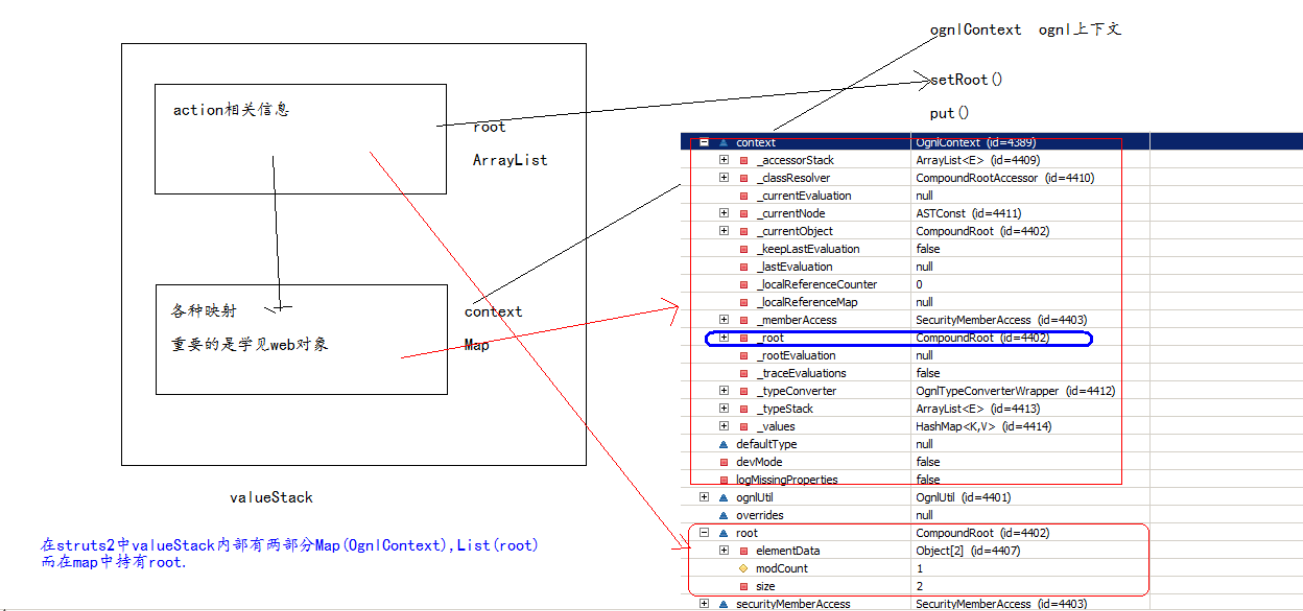 ognlContext ognl上下文
setRoot()
put()
action相关信息
root
ArrayList
各种映射
重要的是学见web对象
context
Map
valueStack
在struts2中valueStack内部有两部分Map(OgnlContext),List(root)
而在map中持有root.
context OgnlContext (id=4389)
_accessorStack ArrayList<E> (id=4409)
_classResolver CompoundRootAccessor (id=4410)
_currentEvaluation null
_currentNode ASTConst (id=4411)
_currentObject CompoundRoot (id=4402)
_keepLastEvaluation false
_lastEvaluation null
_localReferenceCounter 0
_localReferenceMap null
_memberAccess SecurityMemberAccess (id=4403)
_root CompoundRoot (id=4402)
_rootEvaluation null
_traceEvaluations false
_typeConverter OgnlTypeConverterWrapper (id=4412)
_typeStack ArrayList<E> (id=4413)
_values HashMap<K,V> (id=4414)
defaultType null
devMode false
logMissingProperties false
ognlUtil OgnlUtil (id=4401)
overrides null
root CompoundRoot (id=4402)
elementData Object[2] (id=4407)
modCount 1
size 2
securityMemberAccess SecurityMemberAccess (id=4403)